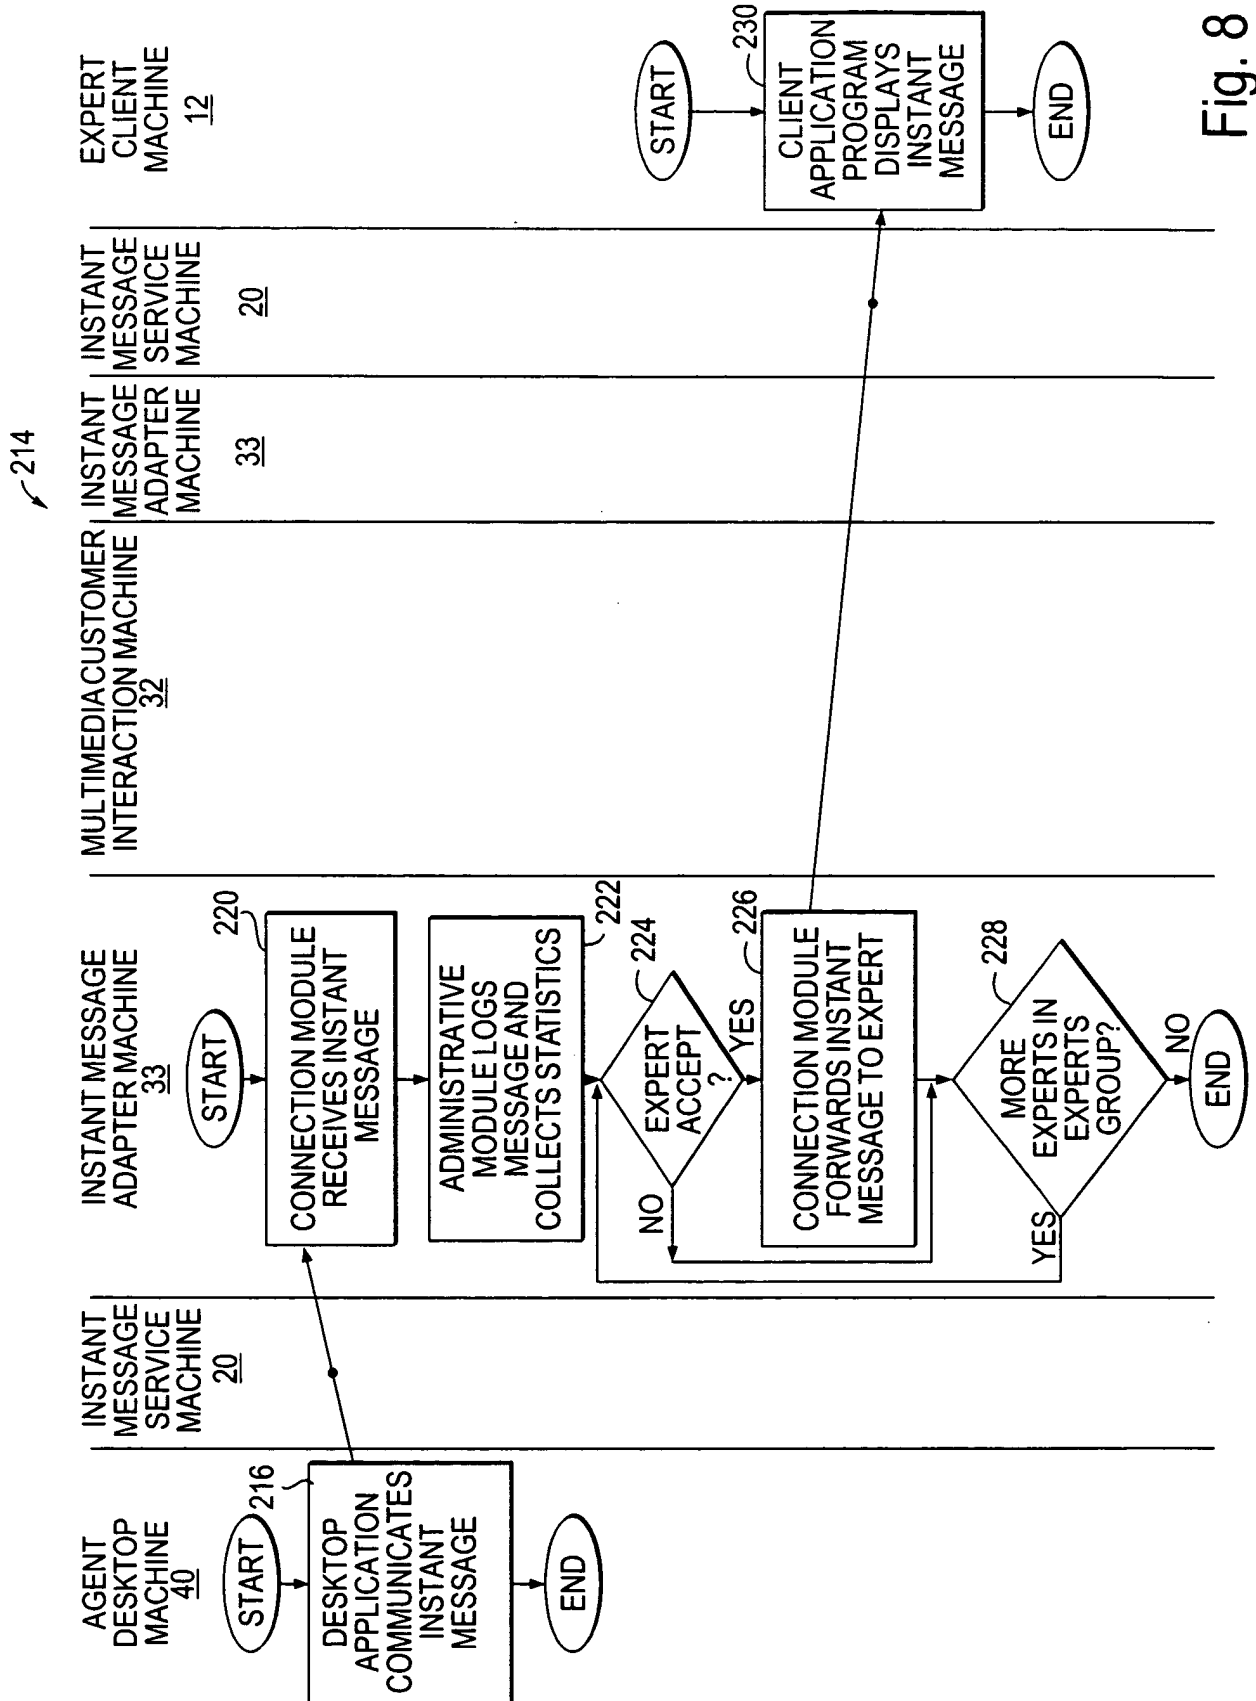 214
AGENT
DESKTOP
MACHINE
40
INSTANT
MESSAGE
SERVICE
MACHINE
20
INSTANT MESSAGE
ADAPTER MACHINE
33
MULTIMEDIA CUSTOMER
INTERACTION MACHINE
32
INSTANT
MESSAGE
ADAPTER
MACHINE
33
INSTANT
MESSAGE
SERVICE
MACHINE
20
EXPERT
CLIENT
MACHINE
12
START
216
DESKTOP
APPLICATION
COMMUNICATES
INSTANT
MESSAGE
END
START
220
CONNECTION MODULE
RECEIVES INSTANT
MESSAGE
222
ADMINISTRATIVE
MODULE LOGS
MESSAGE AND
COLLECTS STATISTICS
224
EXPERT
ACCEPT
?
NO
YES
226
CONNECTION MODULE
FORWARDS INSTANT
MESSAGE TO EXPERT
228
MORE
EXPERTS IN
EXPERTS
GROUP?
YES
NO
END
START
230
CLIENT
APPLICATION
PROGRAM
DISPLAYS
INSTANT
MESSAGE
END
Fig. 8